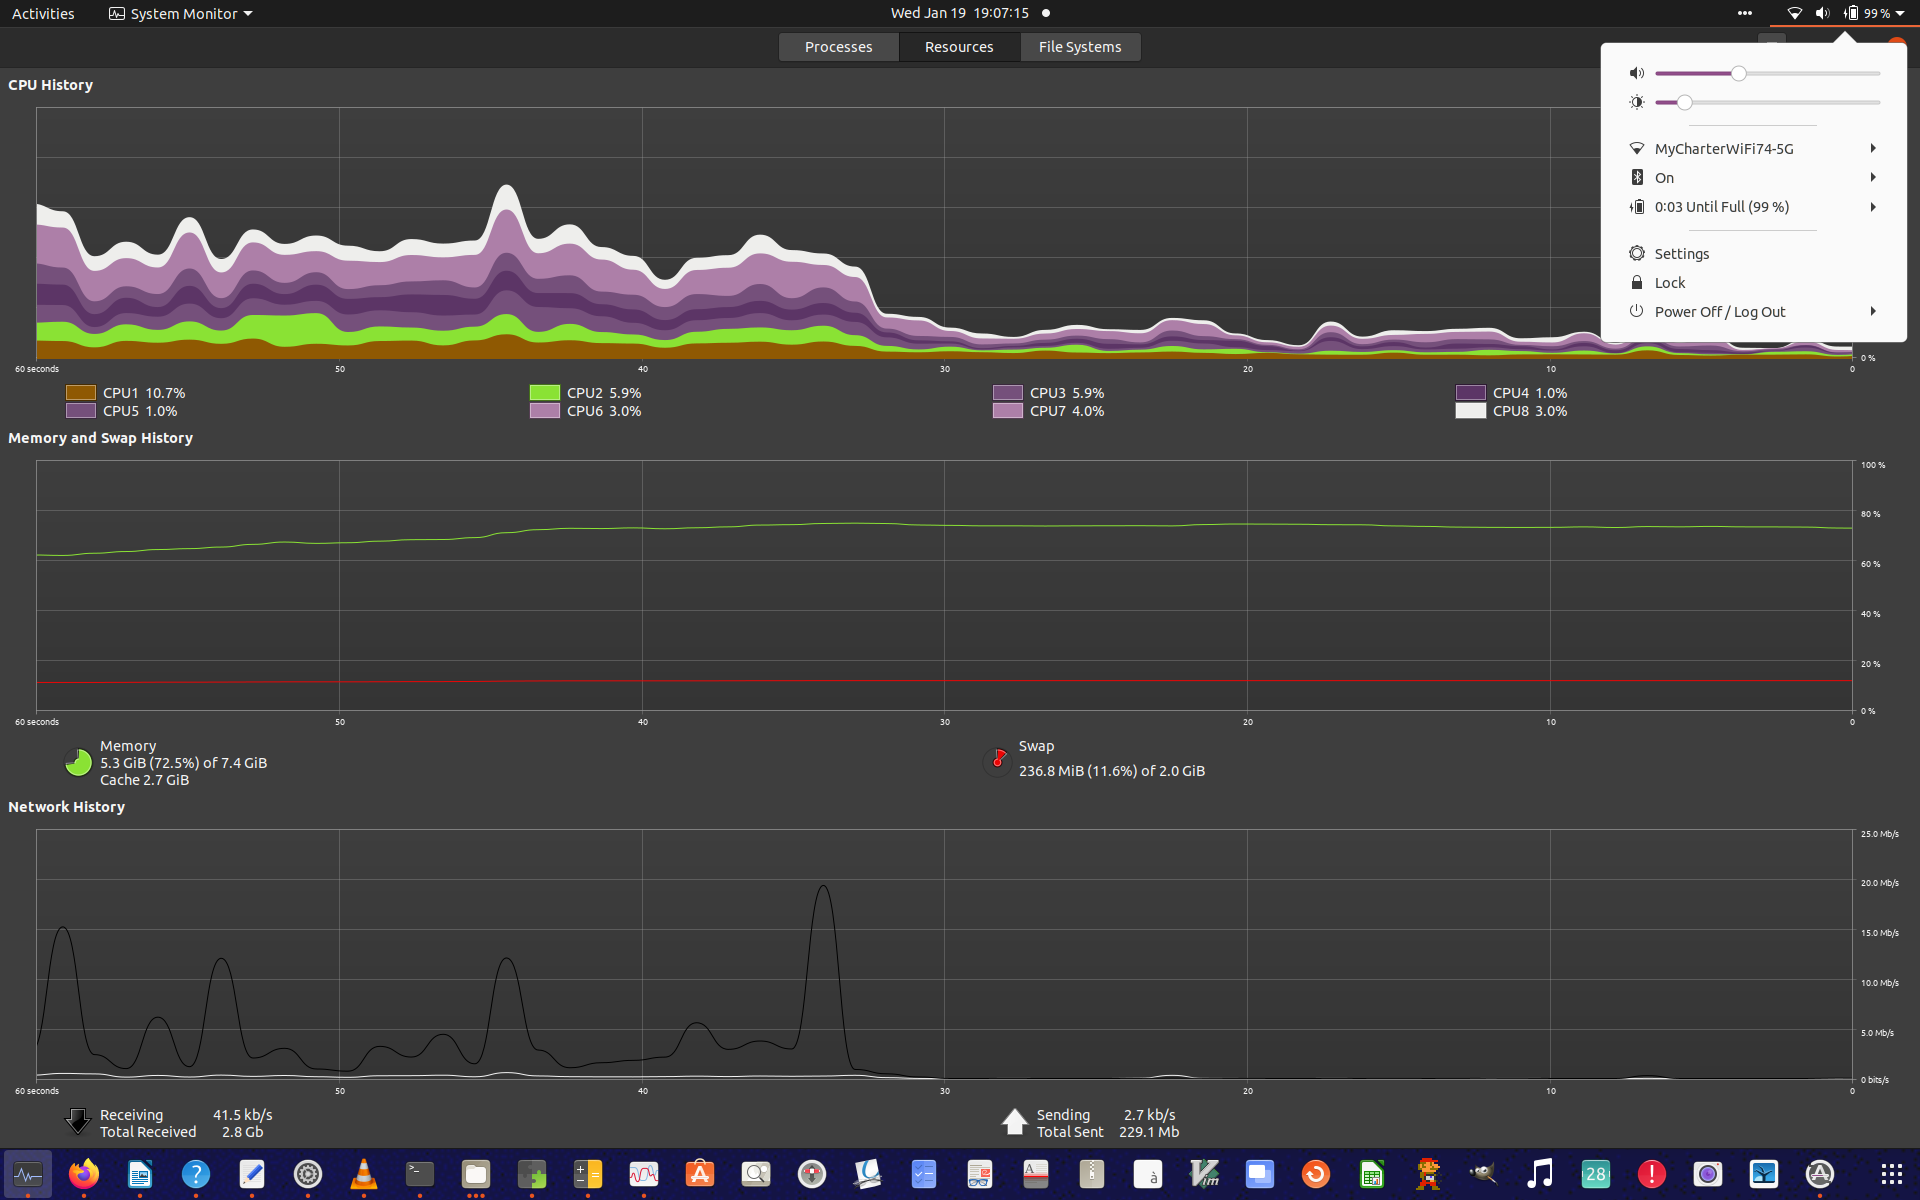 Activities
System Monitor
Wed Jan 19 19:07:15
99 %
Processes
Resources
File Systems
MyCharterWiFi74-5G
On
0:03 Until Full (99 %)
Settings
Lock
Power Off / Log Out
CPU History
0 %
60 seconds 50 40 30 20 10 0
CPU1 10.7% CPU2 5.9% CPU3 5.9% CPU4 1.0%
CPU5 1.0% CPU6 3.0% CPU7 4.0% CPU8 3.0%
Memory and Swap History
100 %
80 %
60 %
40 %
20 %
0 %
60 seconds 50 40 30 20 10 0
Memory
5.3 GiB (72.5%) of 7.4 GiB
Cache 2.7 GiB
Swap
236.8 MiB (11.6%) of 2.0 GiB
Network History
25.0 Mb/s
20.0 Mb/s
15.0 Mb/s
10.0 Mb/s
5.0 Mb/s
0 bits/s
60 seconds 50 40 30 20 10 0
Receiving 41.5 kb/s
Total Received 2.8 Gb
Sending 2.7 kb/s
Total Sent 229.1 Mb
?
>_
A
à
Vim
28
!